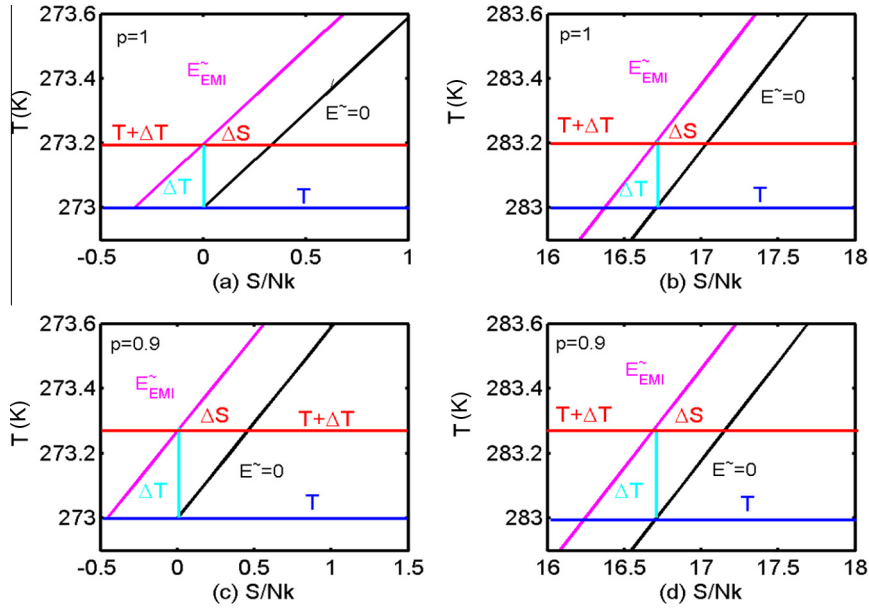 273.6
p=1
E~EMI
273.4
E~=0
T (K)
T+ΔT
ΔS
273.2
ΔT
T
273
-0.5 0 0.5 1
(a) S/Nk
283.6
p=1
E~EMI
283.4
E~=0
T (K)
T+ΔT
ΔS
283.2
ΔT
T
283
16 16.5 17 17.5 18
(b) S/Nk
273.6
p=0.9
E~EMI
273.4
T (K)
ΔS
T+ΔT
273.2
E~=0
ΔT
T
273
-0.5 0 0.5 1 1.5
(c) S/Nk
283.6
p=0.9
E~EMI
283.4
T (K)
T+ΔT
ΔS
283.2
E~=0
ΔT
T
283
16 16.5 17 17.5 18
(d) S/Nk